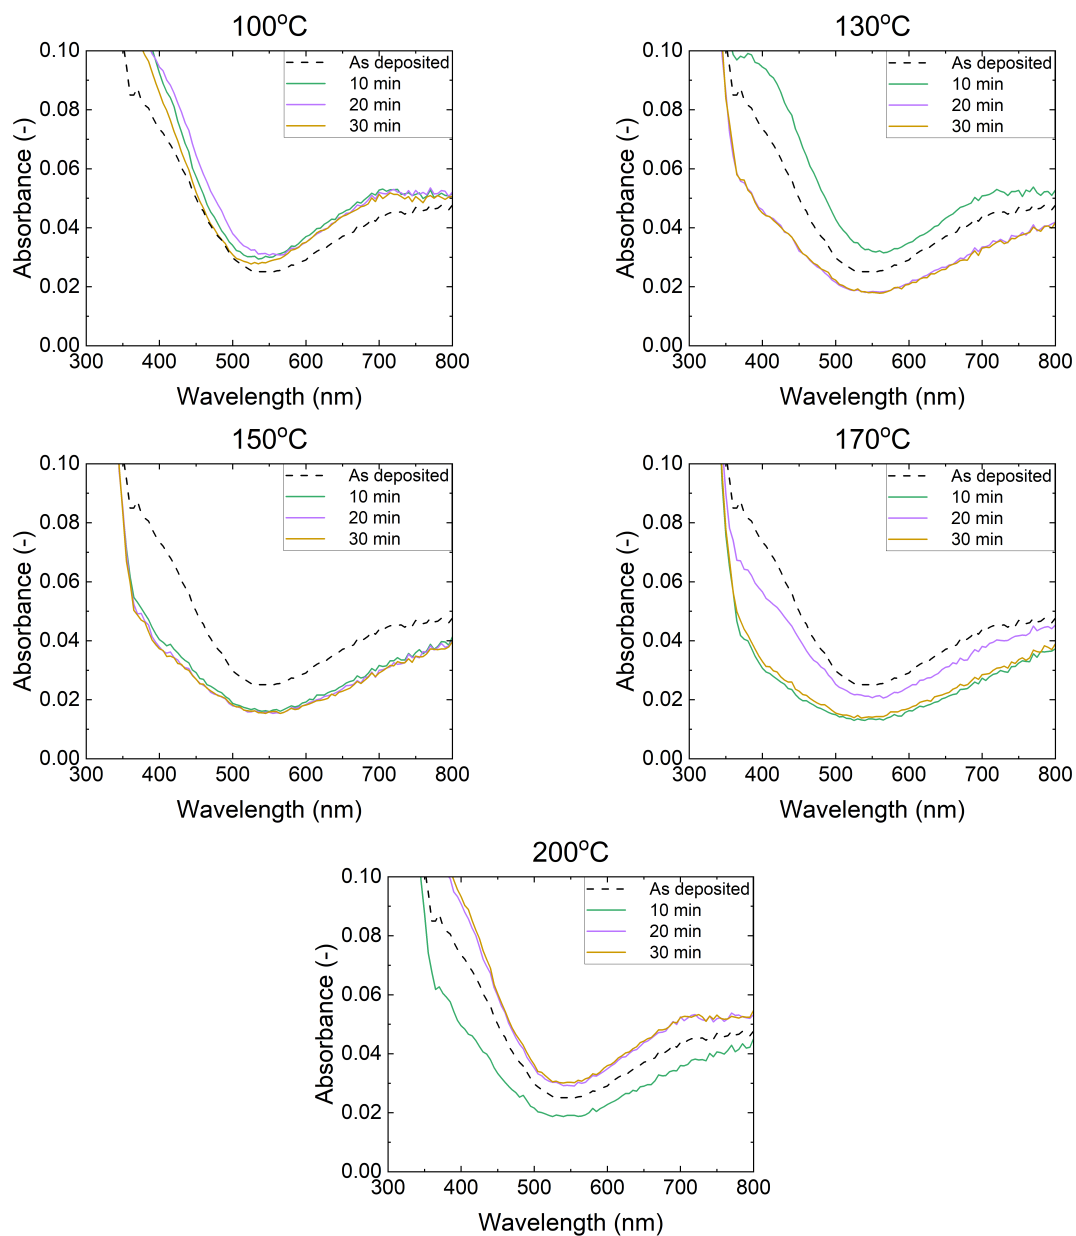 100°C
0.10
0.08
0.06
0.04
0.02
0.00
300 400 500 600 700 800
Absorbance (-)
Wavelength (nm)
As deposited
10 min
20 min
30 min
130°C
0.10
0.08
0.06
0.04
0.02
0.00
300 400 500 600 700 800
Absorbance (-)
Wavelength (nm)
As deposited
10 min
20 min
30 min
150°C
0.10
0.08
0.06
0.04
0.02
0.00
300 400 500 600 700 800
Absorbance (-)
Wavelength (nm)
As deposited
10 min
20 min
30 min
170°C
0.10
0.08
0.06
0.04
0.02
0.00
300 400 500 600 700 800
Absorbance (-)
Wavelength (nm)
As deposited
10 min
20 min
30 min
200°C
0.10
0.08
0.06
0.04
0.02
0.00
300 400 500 600 700 800
Absorbance (-)
Wavelength (nm)
As deposited
10 min
20 min
30 min